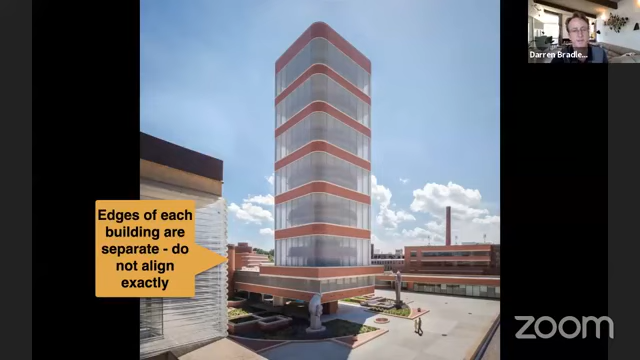 Darren Bradle...
Edges of each
building are
separate - do
not align
exactly
zoom